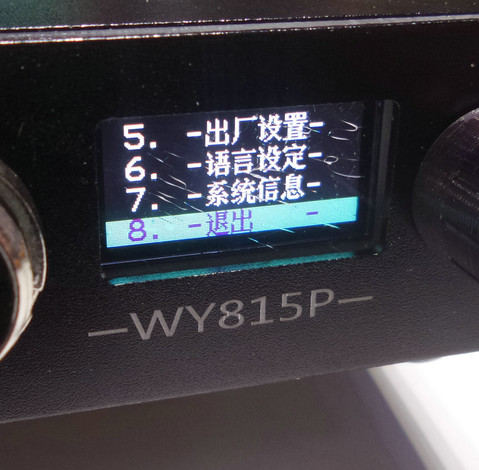 5. -出厂设置-
6. -语言设定-
7. -系统信息-
8. -退出 -
—WY815P—